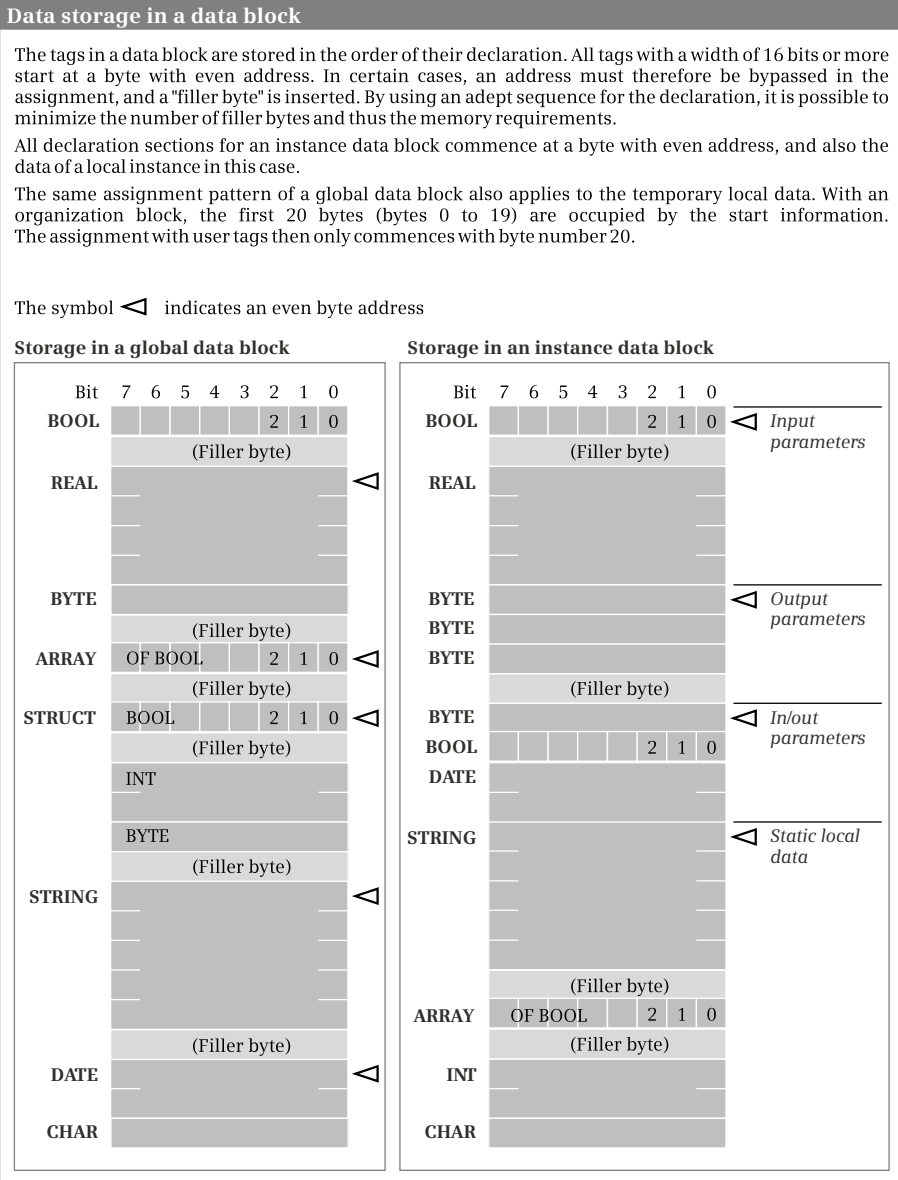 Data storage in a data block
The tags in a data block are stored in the order of their declaration. All tags with a width of 16 bits or more
start at a byte with even address. In certain cases, an address must therefore be bypassed in the
assignment, and a "filler byte" is inserted. By using an adept sequence for the declaration, it is possible to
minimize the number of filler bytes and thus the memory requirements.
All declaration sections for an instance data block commence at a byte with even address, and also the
data of a local instance in this case.
The same assignment pattern of a global data block also applies to the temporary local data. With an
organization block, the first 20 bytes (bytes 0 to 19) are occupied by the start information.
The assignment with user tags then only commences with byte number 20.
The symbol indicates an even byte address
Storage in a global data block
Bit 7 6 5 4 3 2 1 0
BOOL 2 1 0
(Filler byte)
REAL
BYTE
(Filler byte)
ARRAY OF BOOL 2 1 0
(Filler byte)
STRUCT BOOL 2 1 0
(Filler byte)
INT
BYTE
(Filler byte)
STRING
(Filler byte)
DATE
CHAR
Storage in an instance data block
Bit 7 6 5 4 3 2 1 0
BOOL 2 1 0 Input
parameters
(Filler byte)
REAL
BYTE Output
parameters
BYTE
BYTE
(Filler byte)
BYTE In/out
parameters
BOOL 2 1 0
DATE
STRING Static local
data
(Filler byte)
ARRAY OF BOOL 2 1 0
(Filler byte)
INT
CHAR